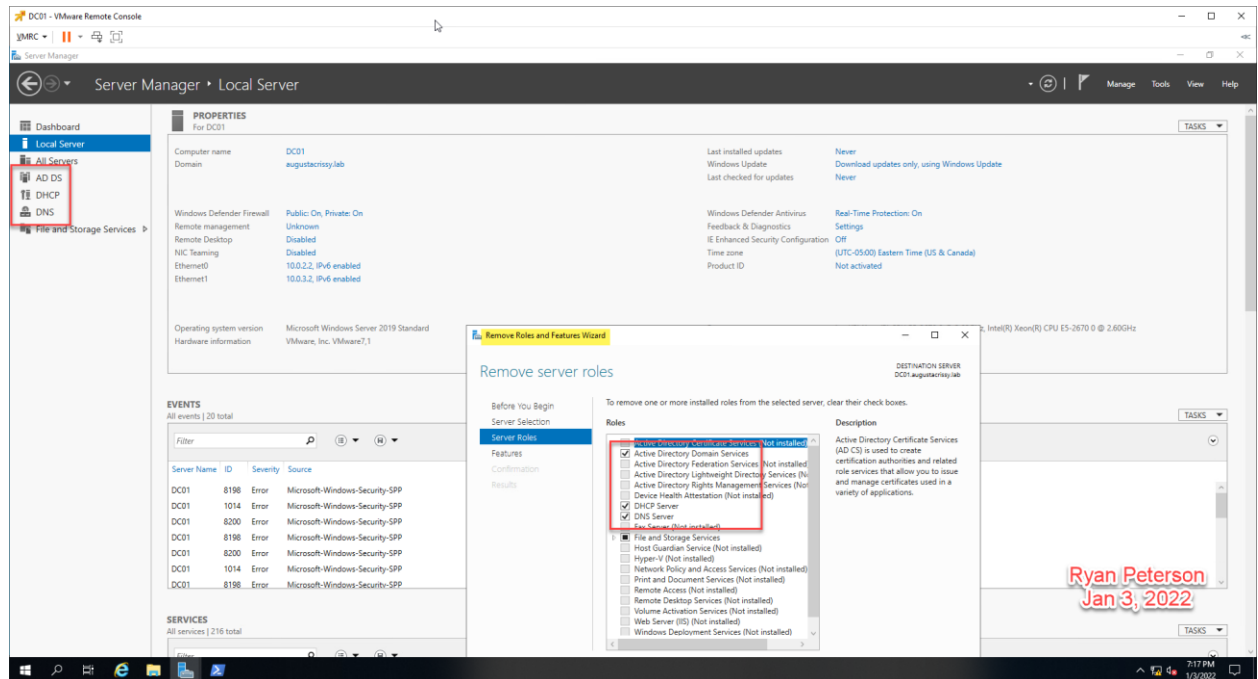 DC01 - VMware Remote Console
VMRC
Server Manager
Server Manager • Local Server
Manage Tools View Help
Dashboard
Local Server
All Servers
AD DS
DHCP
DNS
File and Storage Services
PROPERTIES
For DC01
TASKS
Computer name DC01
Domain augustacrissy.lab
Last installed updates Never
Windows Update Download updates only, using Windows Update
Last checked for updates Never
Windows Defender Firewall Public: On, Private: On
Remote management Unknown
Remote Desktop Disabled
NIC Teaming Disabled
Ethernet0 10.0.2.2, IPv6 enabled
Ethernet1 10.0.3.2, IPv6 enabled
Windows Defender Antivirus Real-Time Protection: On
Feedback & Diagnostics Settings
IE Enhanced Security Configuration Off
Time zone (UTC-05:00) Eastern Time (US & Canada)
Product ID Not activated
Operating system version Microsoft Windows Server 2019 Standard
Hardware information VMware, Inc. VMware7,1
Intel(R) Xeon(R) CPU E5-2670 0 @ 2.60GHz
EVENTS
All events | 20 total
TASKS
Filter
Server Name ID Severity Source
DC01 8198 Error Microsoft-Windows-Security-SPP
DC01 1014 Error Microsoft-Windows-Security-SPP
DC01 8200 Error Microsoft-Windows-Security-SPP
DC01 8198 Error Microsoft-Windows-Security-SPP
DC01 8200 Error Microsoft-Windows-Security-SPP
DC01 1014 Error Microsoft-Windows-Security-SPP
DC01 8198 Error Microsoft-Windows-Security-SPP
SERVICES
All services | 216 total
TASKS
Filter
Remove Roles and Features Wizard
Remove server roles
DESTINATION SERVER
DC01.augustacrissy.lab
Before You Begin
Server Selection
Server Roles
Features
Confirmation
Results
To remove one or more installed roles from the selected server, clear their check boxes.
Roles
Active Directory Certificate Services (Not installed)
Active Directory Domain Services
Active Directory Federation Services (Not installed)
Active Directory Lightweight Directory Services (No
Active Directory Rights Management Services (Not
Device Health Attestation (Not installed)
DHCP Server
DNS Server
Fax Server (Not installed)
File and Storage Services
Host Guardian Service (Not installed)
Hyper-V (Not installed)
Network Policy and Access Services (Not installed)
Print and Document Services (Not installed)
Remote Access (Not installed)
Remote Desktop Services (Not installed)
Volume Activation Services (Not installed)
Web Server (IIS) (Not installed)
Windows Deployment Services (Not installed)
Description
Active Directory Certificate Services
(AD CS) is used to create
certification authorities and related
role services that allow you to issue
and manage certificates used in a
variety of applications.
Ryan Peterson
Jan 3, 2022
7:17 PM
1/3/2022